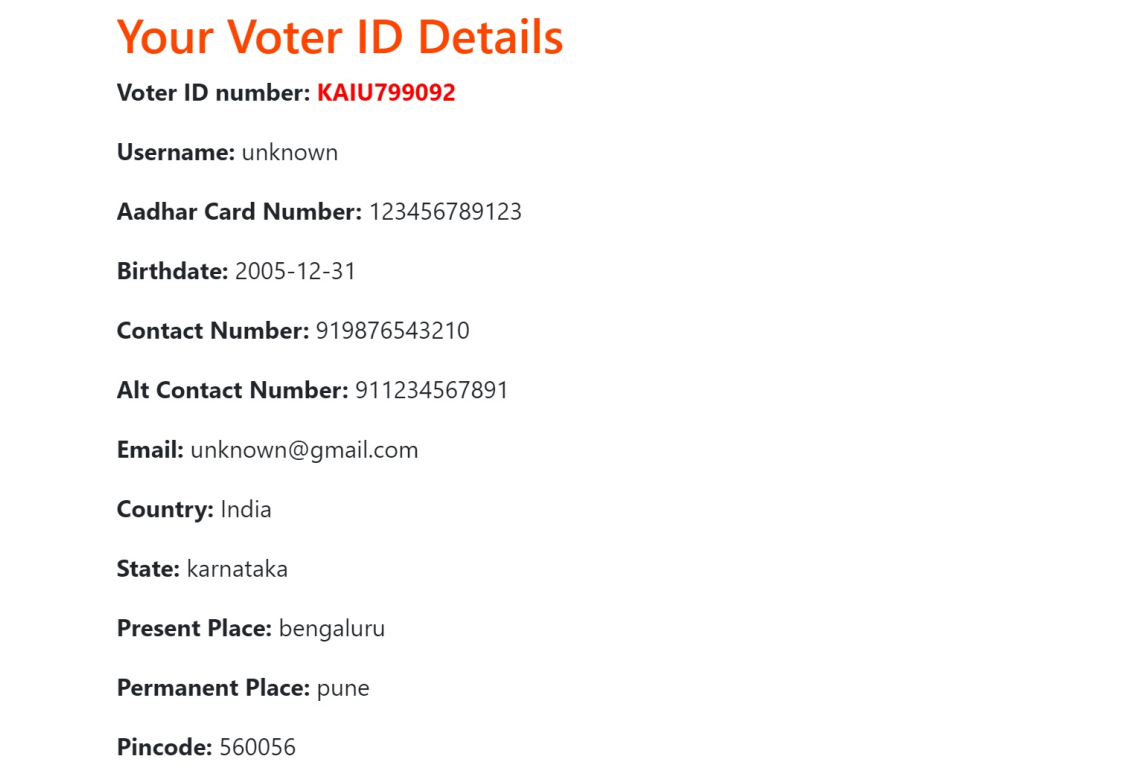 Your Voter ID Details
Voter ID number: KAIU799092
Username: unknown
Aadhar Card Number: 123456789123
Birthdate: 2005-12-31
Contact Number: 919876543210
Alt Contact Number: 911234567891
Email: unknown@gmail.com
Country: India
State: karnataka
Present Place: bengaluru
Permanent Place: pune
Pincode: 560056